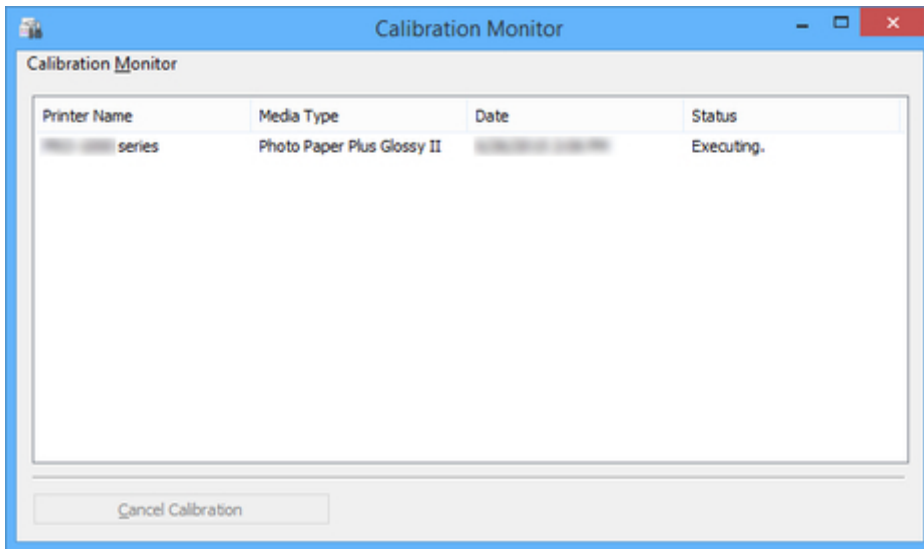 Calibration Monitor
Calibration Monitor
Printer Name Media Type Date Status
series Photo Paper Plus Glossy II Executing.
Cancel Calibration